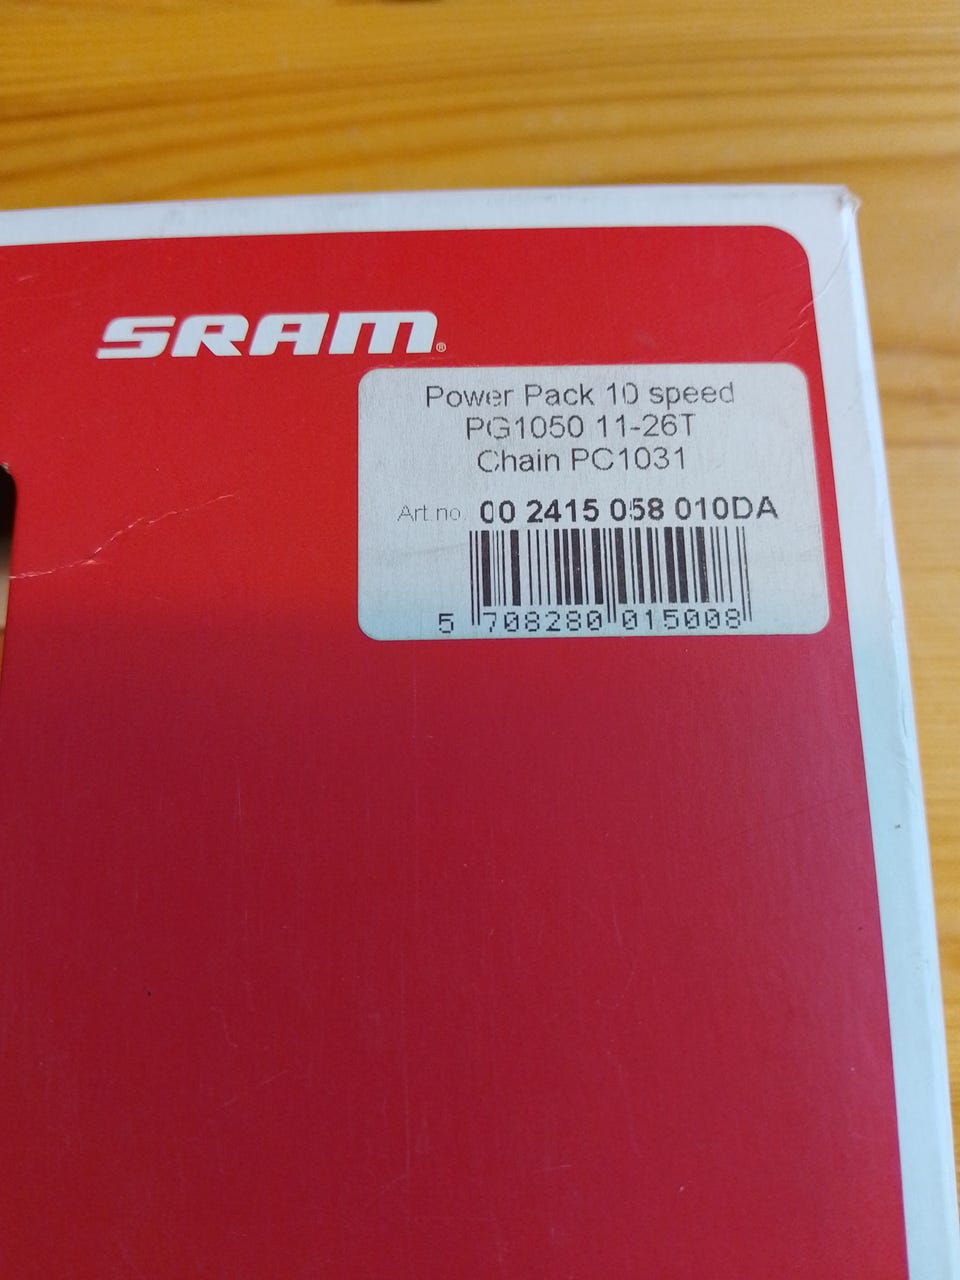 SRAM®
Power Pack 10 speed
PG1050 11-26T
Chain PC1031
Art.no. 00 2415 058 010DA
5 708280 015008